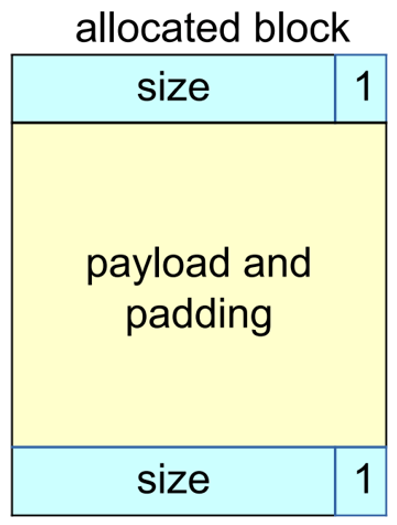 allocated block
size 1
payload and
padding
size 1